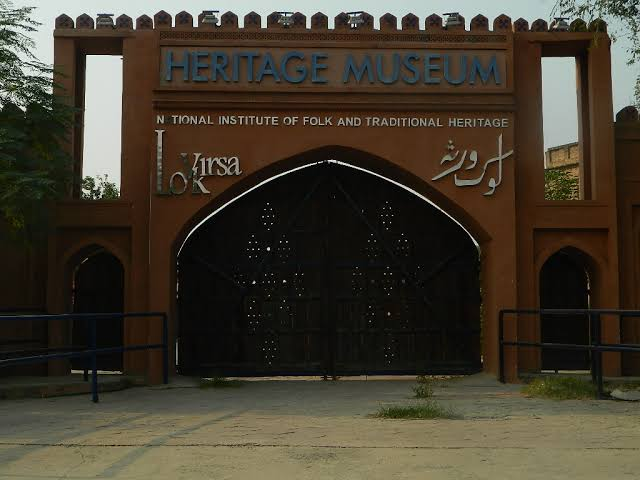 HERITAGE MUSEUM
N TIONAL INSTITUTE OF FOLK AND TRADITIONAL HERITAGE
Lok Virsa
لوک ورثہ